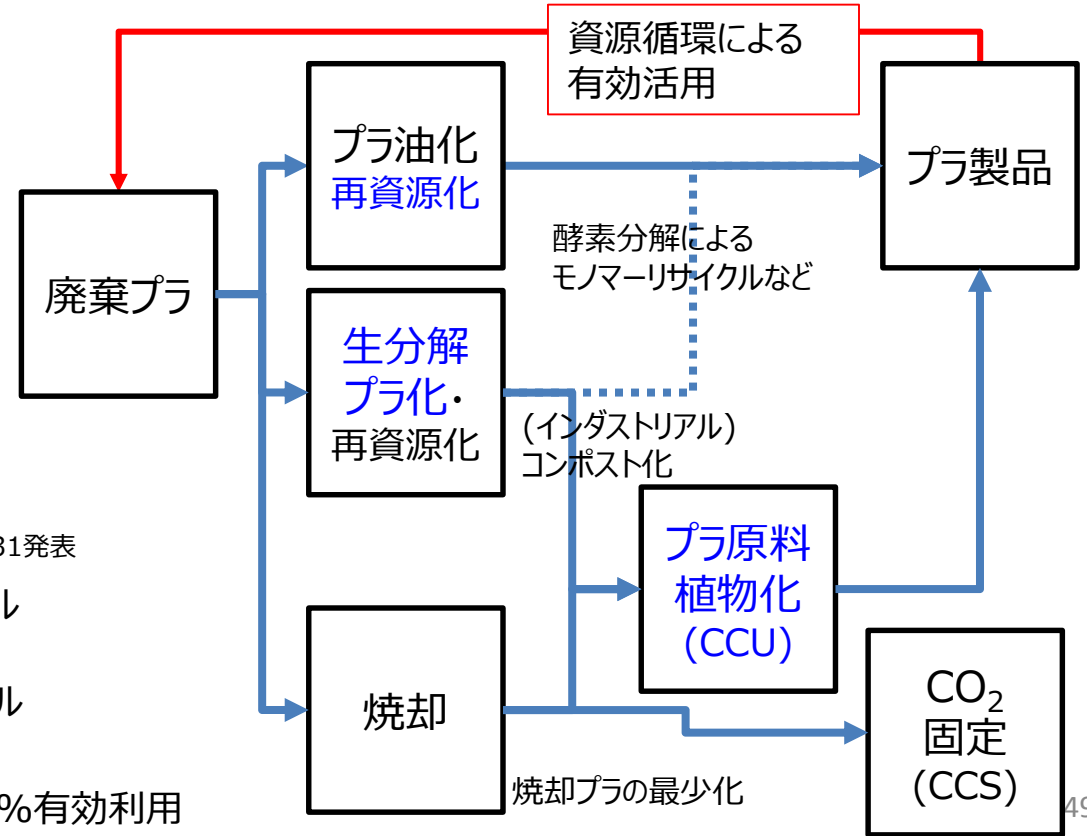 資源循環による
有効活用
プラ油化
再資源化
プラ製品
廃棄プラ
酵素分解による
モノマーリサイクルなど
生分解
プラ化・
再資源化
(インダストリアル)
コンポスト化
31発表
ル
プラ原料
植物化
(CCU)
ル
焼却
CO₂
固定
(CCS)
焼却プラの最少化
%有効利用
49